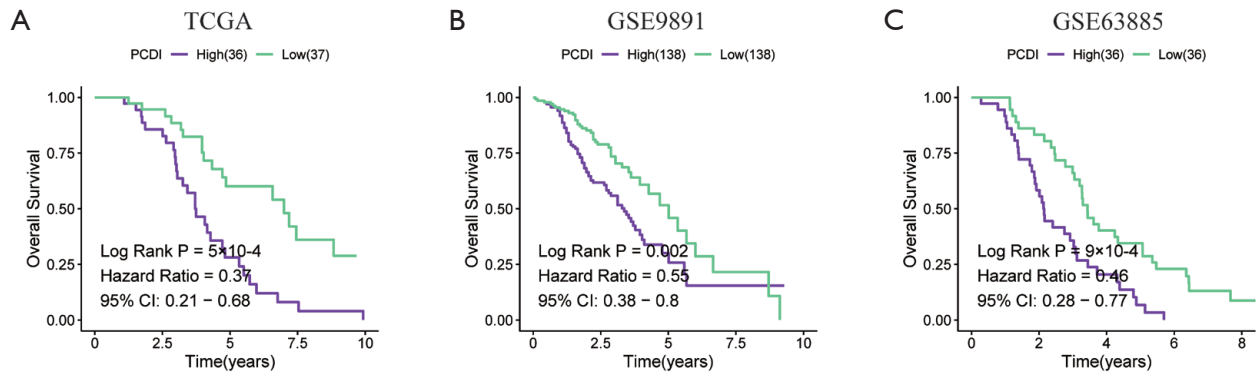 A
TCGA
PCDI High(36) Low(37)
1.00
0.75
0.50
0.25
0.00
Overall Survival
Log Rank P = 5×10-4
Hazard Ratio = 0.37
95% CI: 0.21 − 0.68
0 2.5 5 7.5 10
Time(years)
B
GSE9891
PCDI High(138) Low(138)
1.00
0.75
0.50
0.25
0.00
Overall Survival
Log Rank P = 0.002
Hazard Ratio = 0.55
95% CI: 0.38 − 0.8
0 2.5 5 7.5 10
Time(years)
C
GSE63885
PCDI High(36) Low(36)
1.00
0.75
0.50
0.25
0.00
Overall Survival
Log Rank P = 9×10-4
Hazard Ratio = 0.46
95% CI: 0.28 − 0.77
0 2 4 6 8
Time(years)